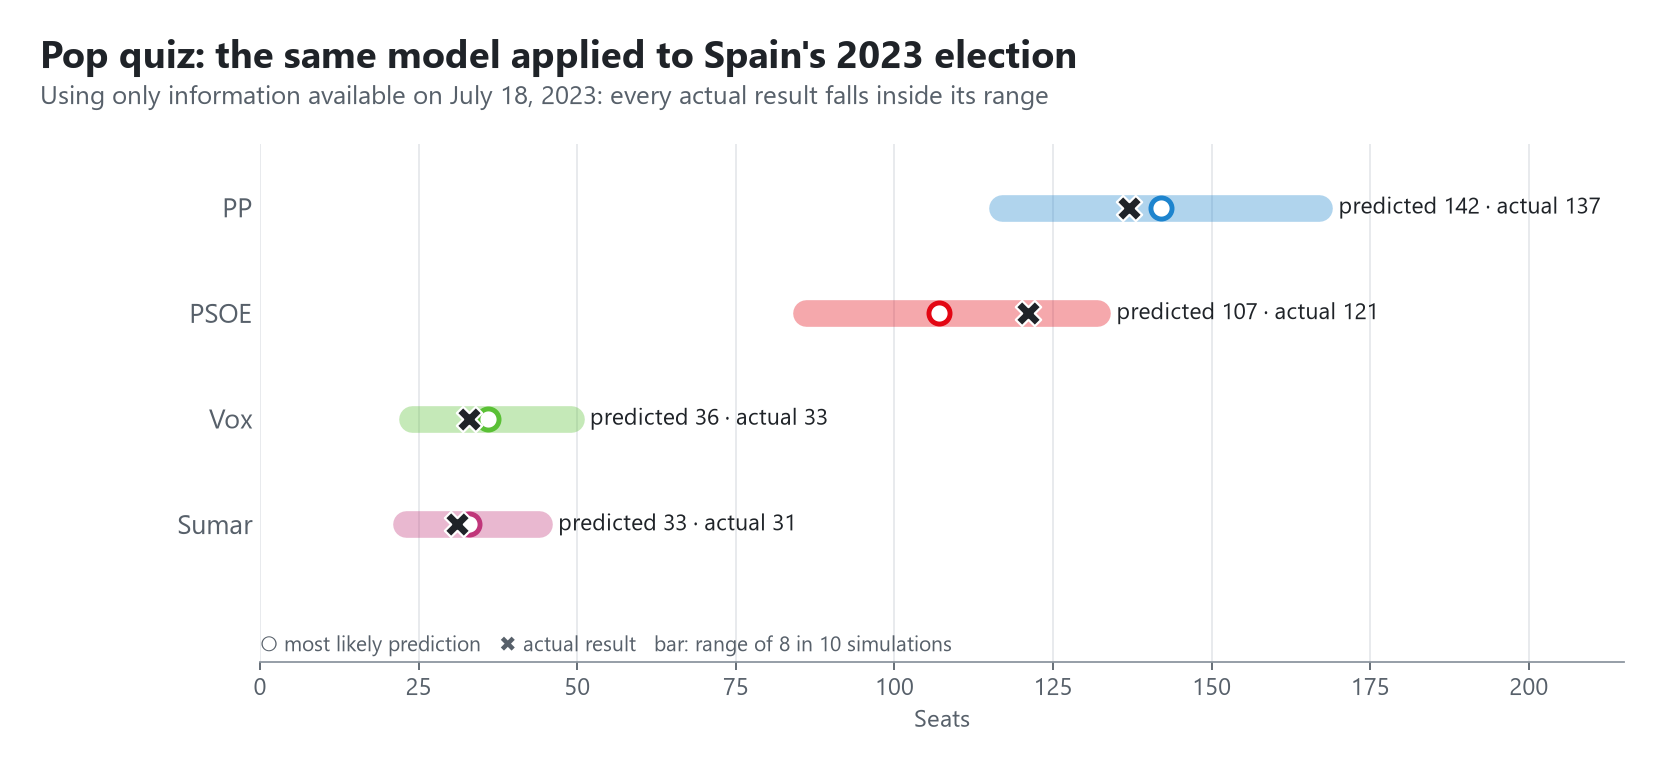 Pop quiz: the same model applied to Spain's 2023 election
Using only information available on July 18, 2023: every actual result falls inside its range
PP
predicted 142 · actual 137
PSOE
predicted 107 · actual 121
Vox
predicted 36 · actual 33
Sumar
predicted 33 · actual 31
○ most likely prediction ✖ actual result bar: range of 8 in 10 simulations
0 25 50 75 100 125 150 175 200
Seats